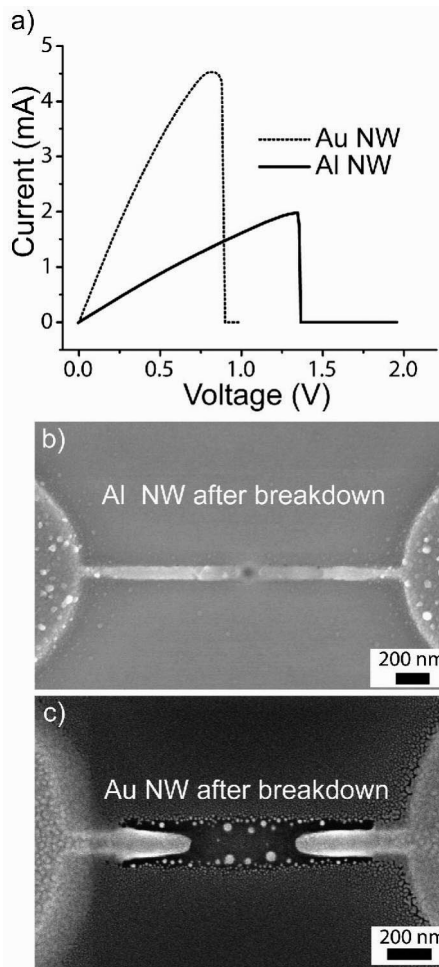 a)
5
4
3
2
1
0
Current (mA)
Au NW
Al NW
0.0 0.5 1.0 1.5 2.0
Voltage (V)
b)
Al NW after breakdown
200 nm
c)
Au NW after breakdown
200 nm